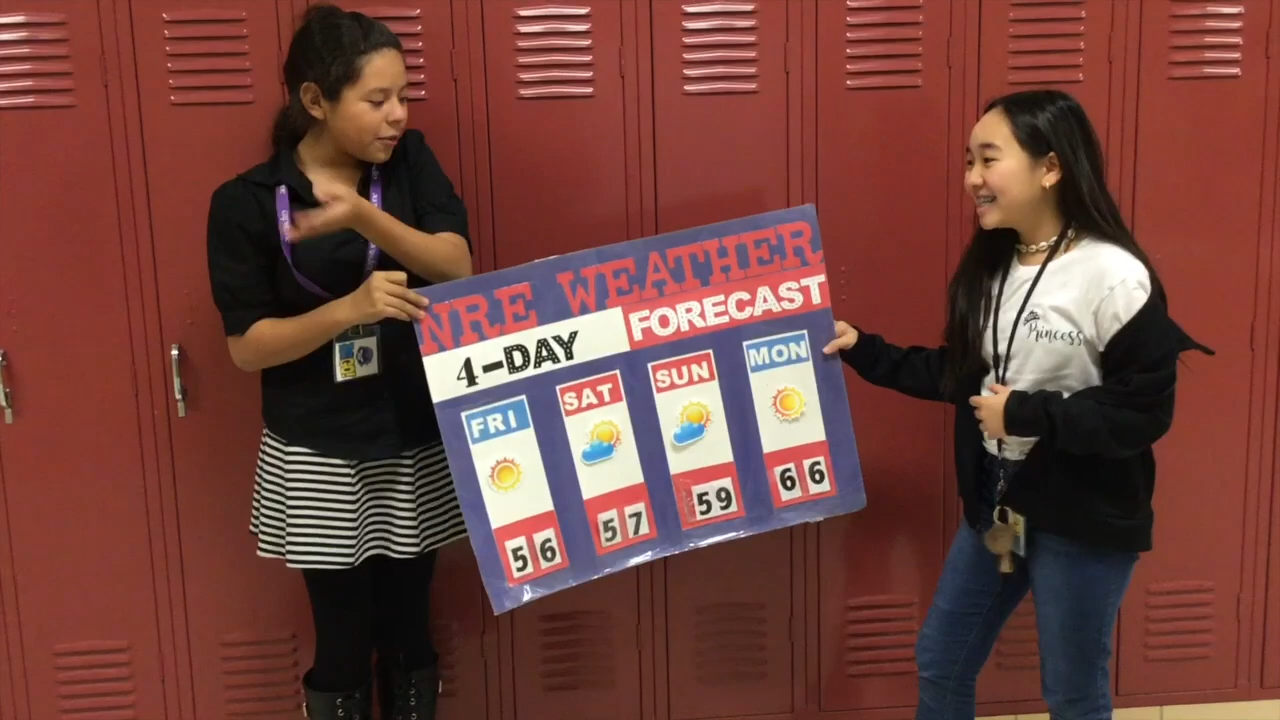 NRE WEATHER
4-DAY FORECAST
FRI SAT SUN MON
56 57 59 66
Princess